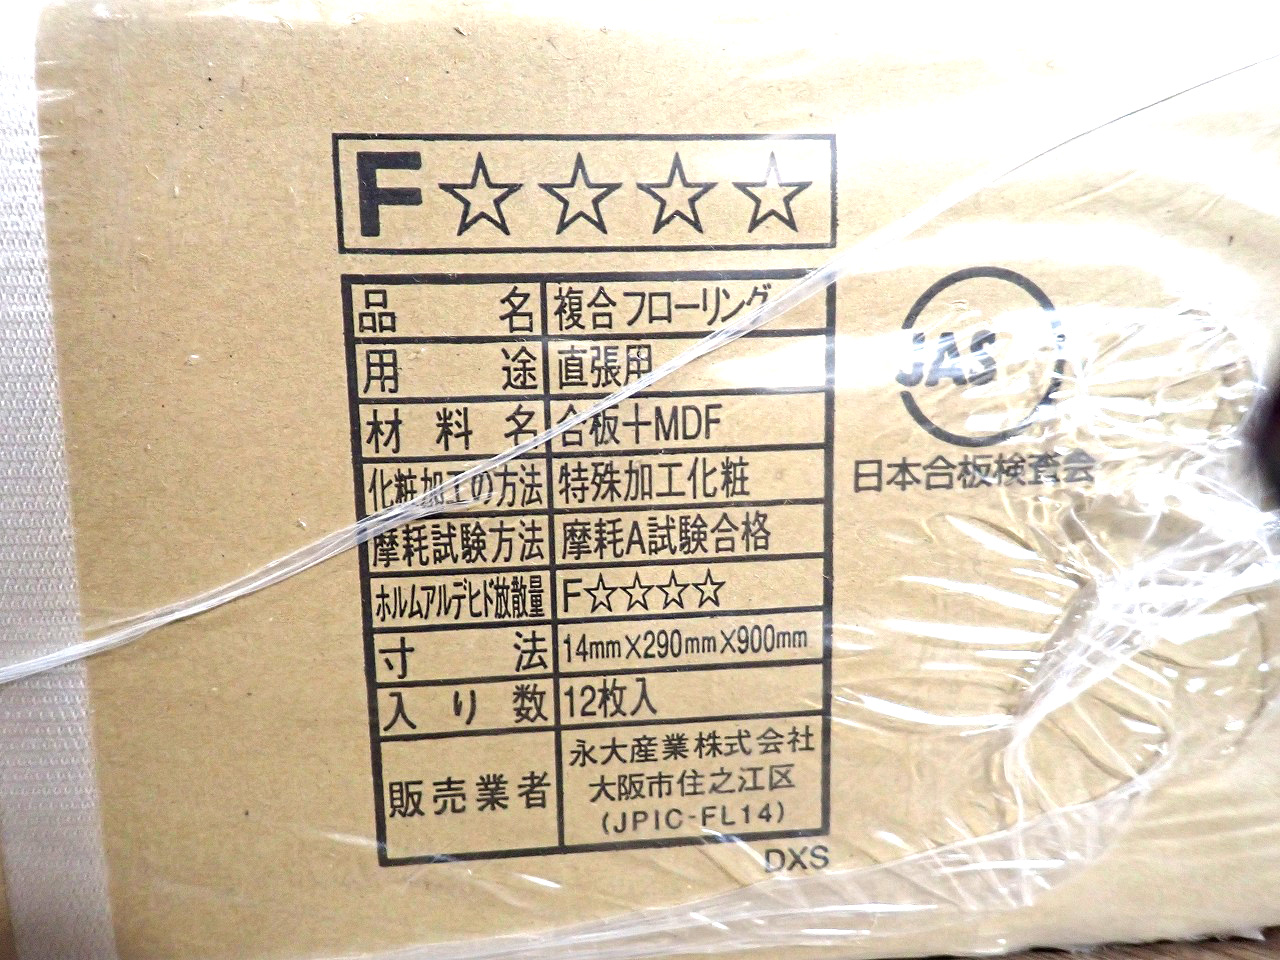 F☆☆☆☆
品名 複合フローリング
用途 直張用
材料名 合板+MDF
化粧加工の方法 特殊加工化粧
摩耗試験方法 摩耗A試験合格
ホルムアルデヒド放散量 F☆☆☆☆
寸法 14mm×290mm×900mm
入り数 12枚入
販売業者 永大産業株式会社
大阪市住之江区
(JPIC-FL14)
DXS
JAS
日本合板検査会